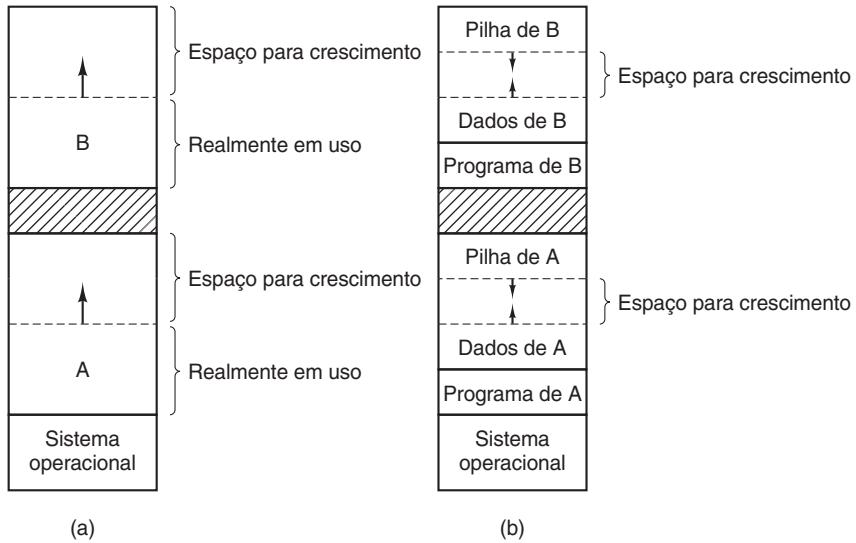 Espaço para crescimento
B
Realmente em uso
Espaço para crescimento
A
Realmente em uso
Sistema
operacional
(a)
Pilha de B
Espaço para crescimento
Dados de B
Programa de B
Pilha de A
Espaço para crescimento
Dados de A
Programa de A
Sistema
operacional
(b)